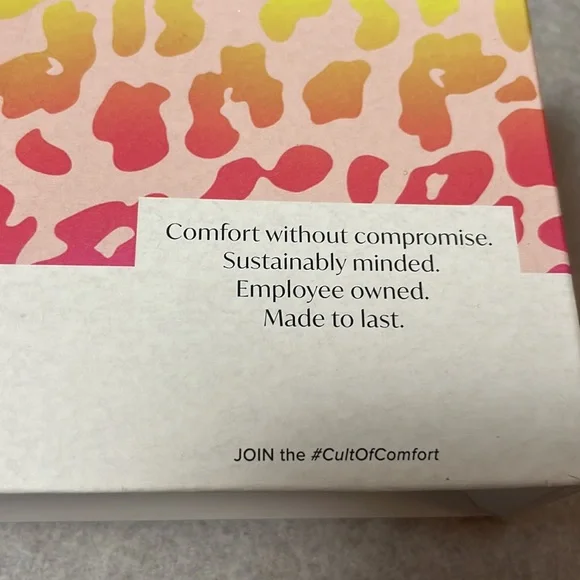 Comfort without compromise.
Sustainably minded.
Employee owned.
Made to last.
JOIN the #CultOfComfort